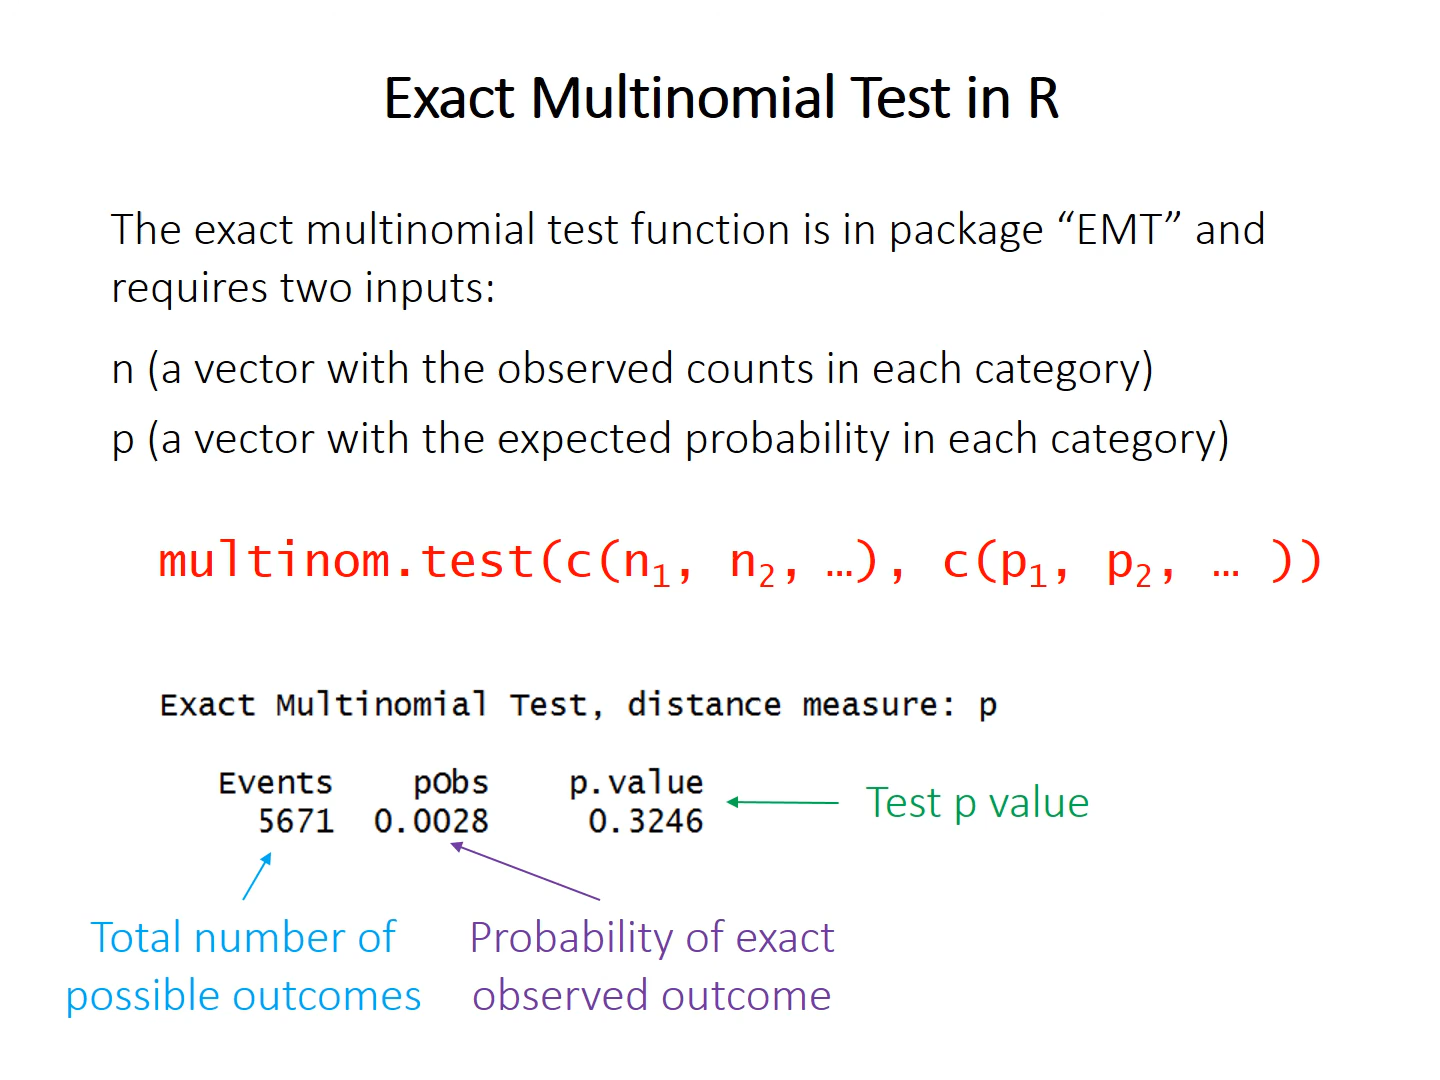 Exact Multinomial Test in R
The exact multinomial test function is in package “EMT” and
requires two inputs:
n (a vector with the observed counts in each category)
p (a vector with the expected probability in each category)
multinom.test(c(n₁, n₂, …), c(p₁, p₂, … ))
Exact Multinomial Test, distance measure: p
Events pObs p.value
5671 0.0028 0.3246
Test p value
Total number of
possible outcomes
Probability of exact
observed outcome